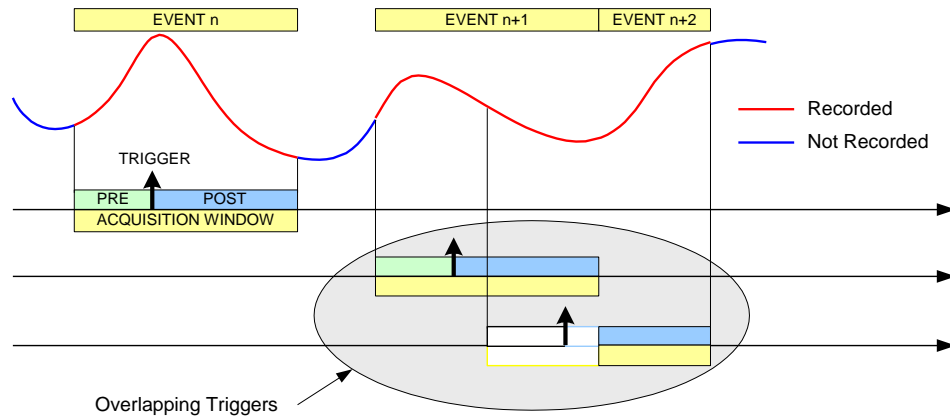 EVENT n
EVENT n+1
EVENT n+2
Recorded
Not Recorded
TRIGGER
PRE
POST
ACQUISITION WINDOW
Overlapping Triggers